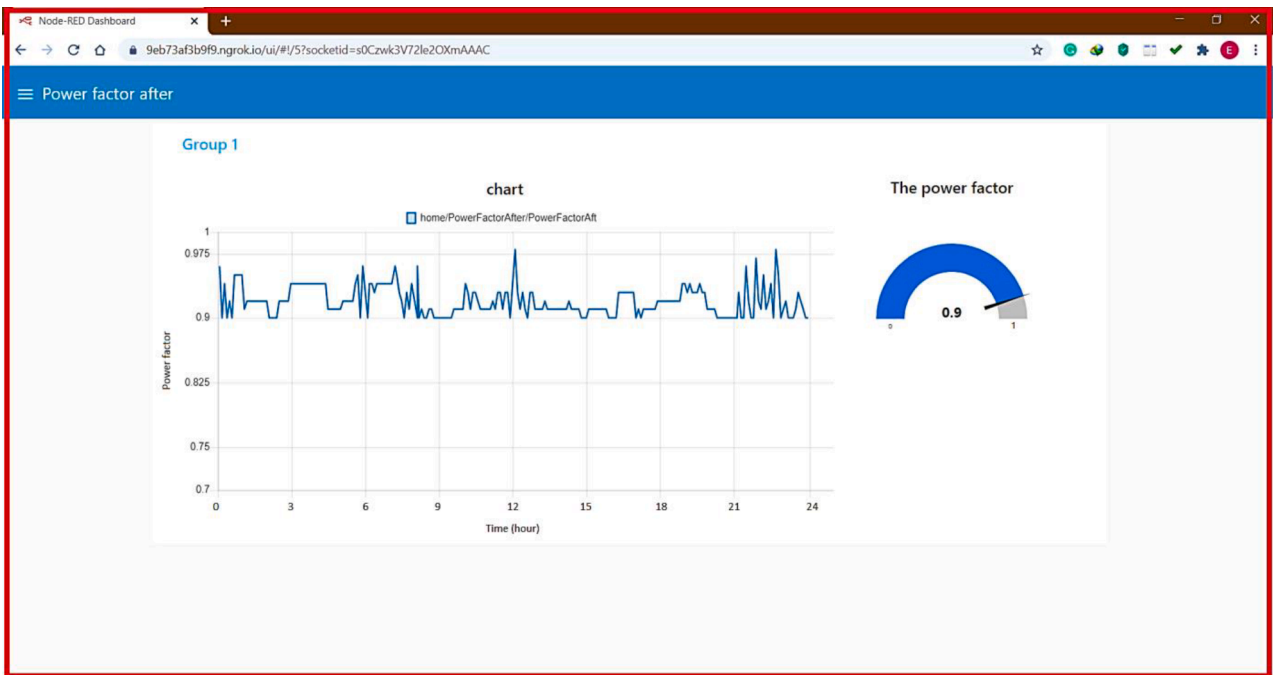 Node-RED Dashboard
9eb73af3b9f9.ngrok.io/ui/#!/5?socketid=s0Czwk3V72le2OXmAAAC
E
Power factor after
Group 1
chart
home/PowerFactorAfter/PowerFactorAft
Power factor
1
0.975
0.9
0.825
0.75
0.7
0 3 6 9 12 15 18 21 24
Time (hour)
The power factor
0.9
0 1